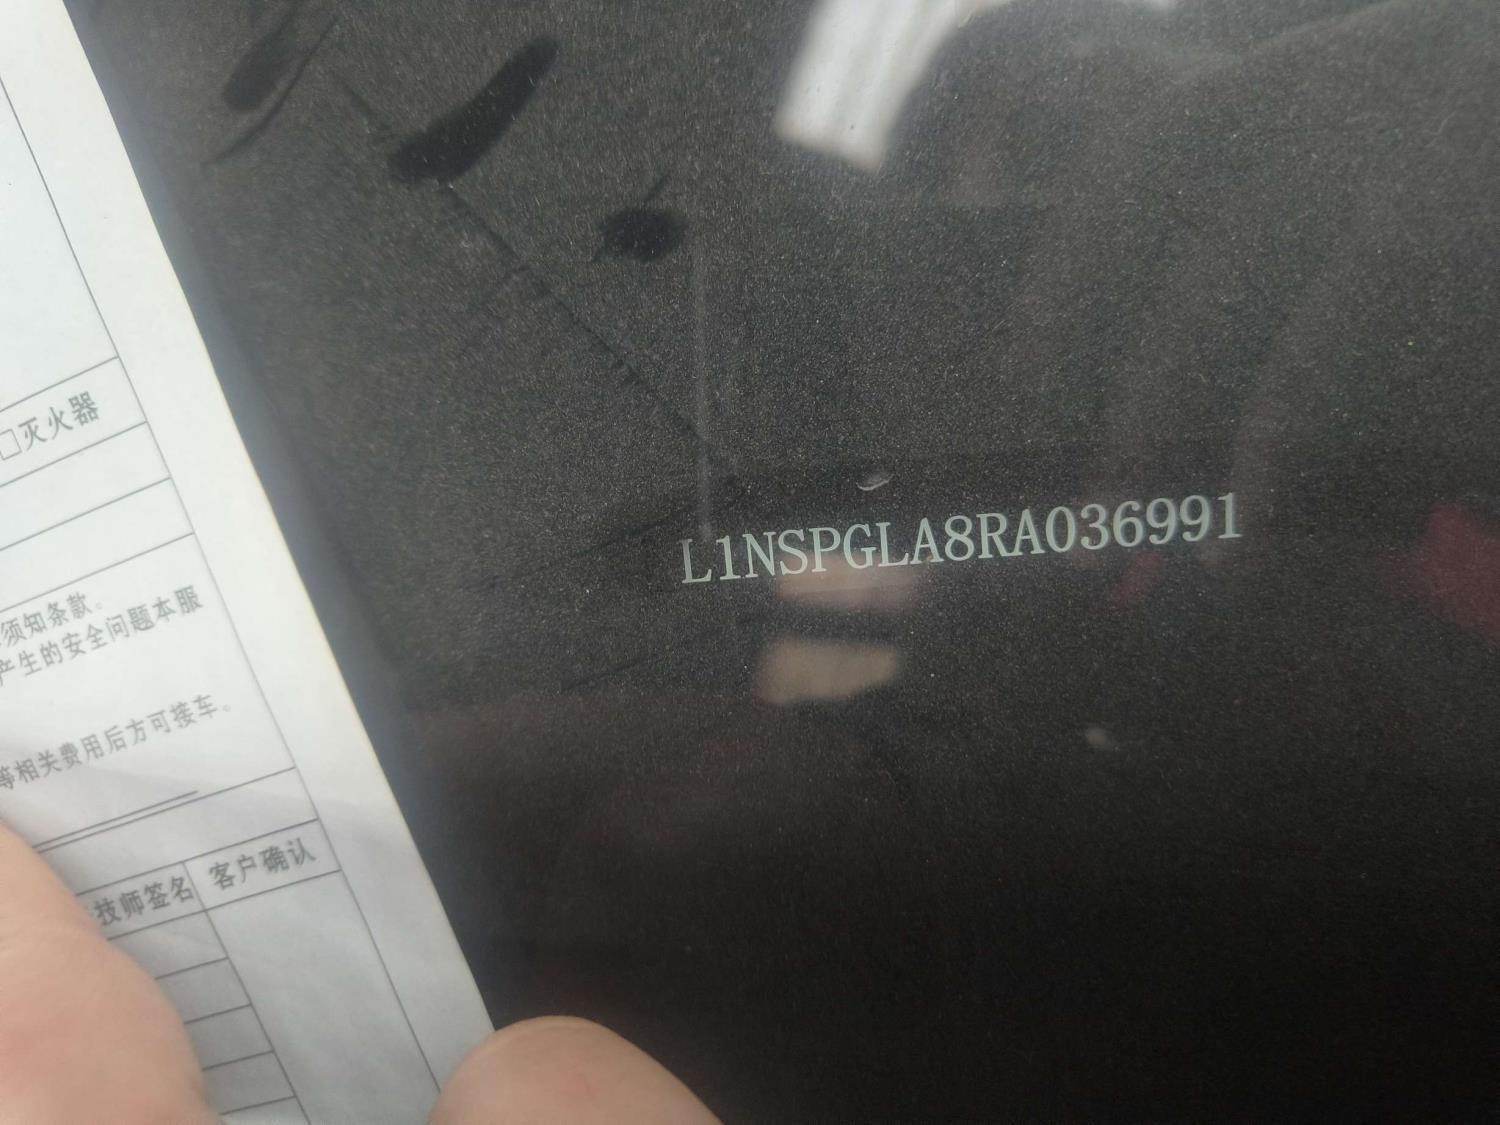 □灭火器
须知条款。
产生的安全问题本服
等相关费用后方可接车。
技师签名 客户确认
L1NSPGLA8RA036991